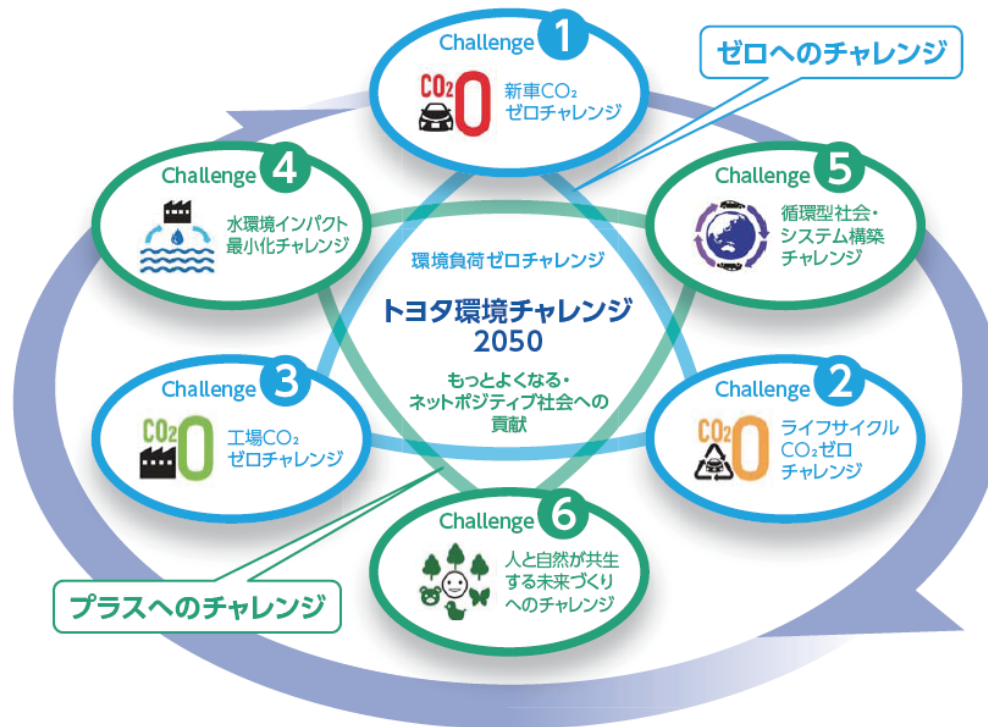 Challenge 1
CO₂ 0
新車CO₂
ゼロチャレンジ
ゼロへのチャレンジ
Challenge 4
水環境インパクト
最小化チャレンジ
Challenge 5
循環型社会・
システム構築
チャレンジ
環境負荷ゼロチャレンジ
トヨタ環境チャレンジ
2050
もっとよくなる・
ネットポジティブ社会への
貢献
Challenge 3
CO₂ 0
工場CO₂
ゼロチャレンジ
Challenge 2
CO₂ 0
ライフサイクル
CO₂ゼロ
チャレンジ
Challenge 6
人と自然が共生
する未来づくり
へのチャレンジ
プラスへのチャレンジ